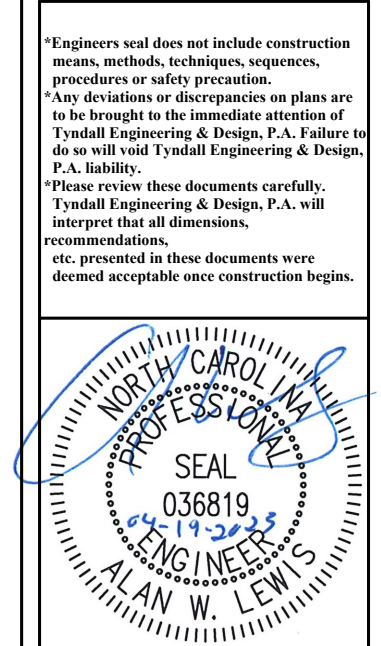 *Engineers seal does not include construction
means, methods, techniques, sequences,
procedures or safety precaution.
*Any deviations or discrepancies on plans are
to be brought to the immediate attention of
Tyndall Engineering & Design, P.A. Failure to
do so will void Tyndall Engineering & Design,
P.A. liability.
*Please review these documents carefully.
Tyndall Engineering & Design, P.A. will
interpret that all dimensions,
recommendations,
etc. presented in these documents were
deemed acceptable once construction begins.
NORTH CAROLINA
PROFESSIONAL
SEAL
036819
04-19-2023
ENGINEER
ALAN W. LEWIS